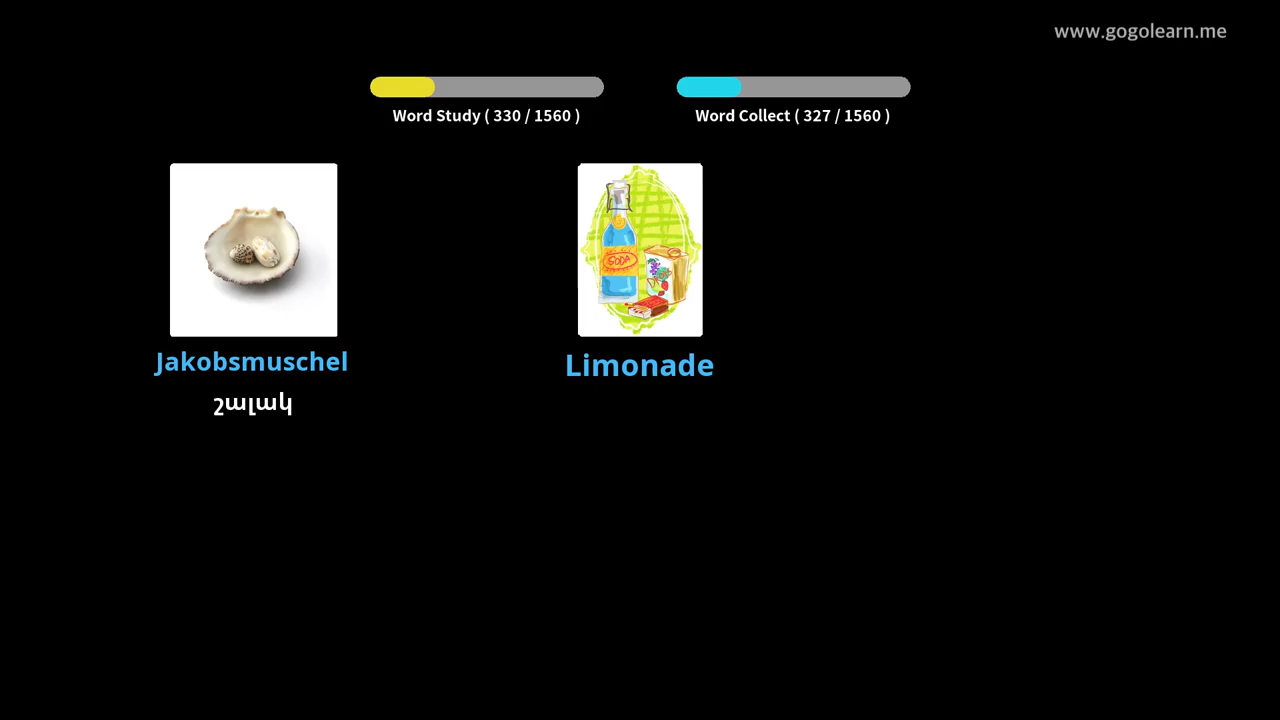 www.gogolearn.me
Word Study ( 330 / 1560 )
Word Collect ( 327 / 1560 )
SODA
Jakobsmuschel
Limonade
շալակ